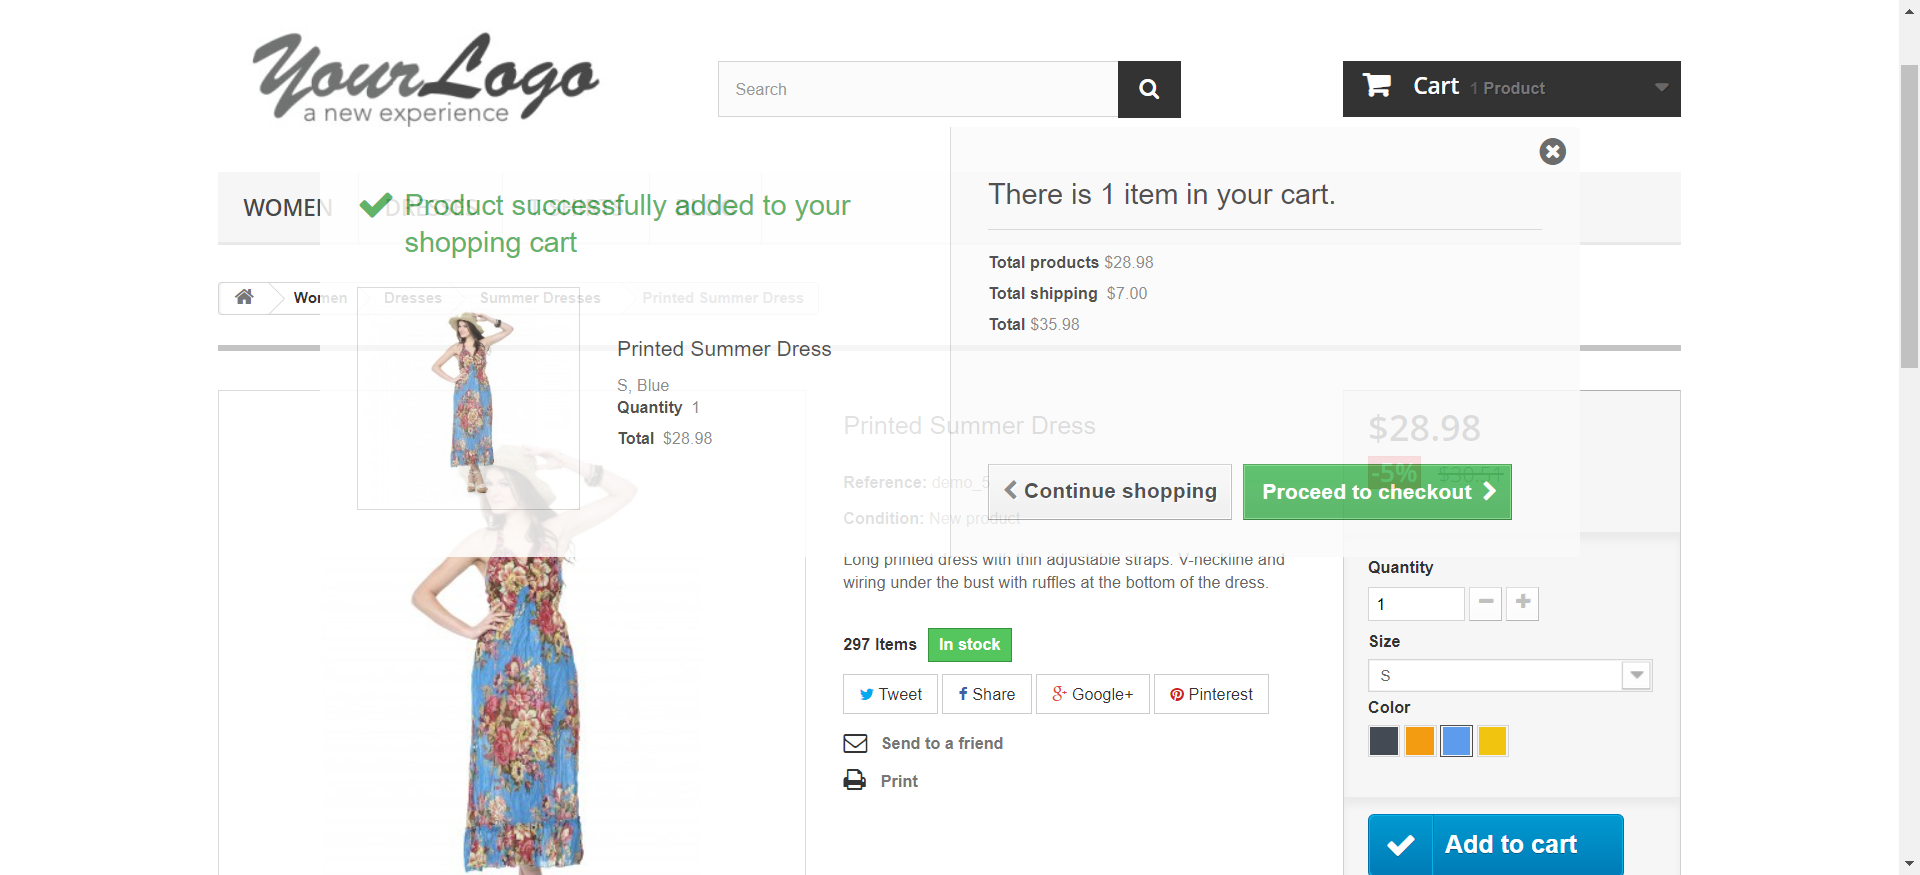 YourLogo
a new experience
Search
Cart 1 Product
WOMEN
DRESSES
Product successfully added to your
shopping cart
There is 1 item in your cart.
Total products $28.98
Total shipping $7.00
Total $35.98
Women
Dresses
Summer Dresses
Printed Summer Dress
Printed Summer Dress
S, Blue
Quantity 1
Total $28.98
Printed Summer Dress
$28.98
-5% $30.51
Reference: demo_5
Condition: New product
Continue shopping
Proceed to checkout
Long printed dress with thin adjustable straps. V-neckline and
wiring under the bust with ruffles at the bottom of the dress.
297 Items In stock
Tweet
Share
Google+
Pinterest
Send to a friend
Print
Quantity
1
Size
S
Color
Add to cart